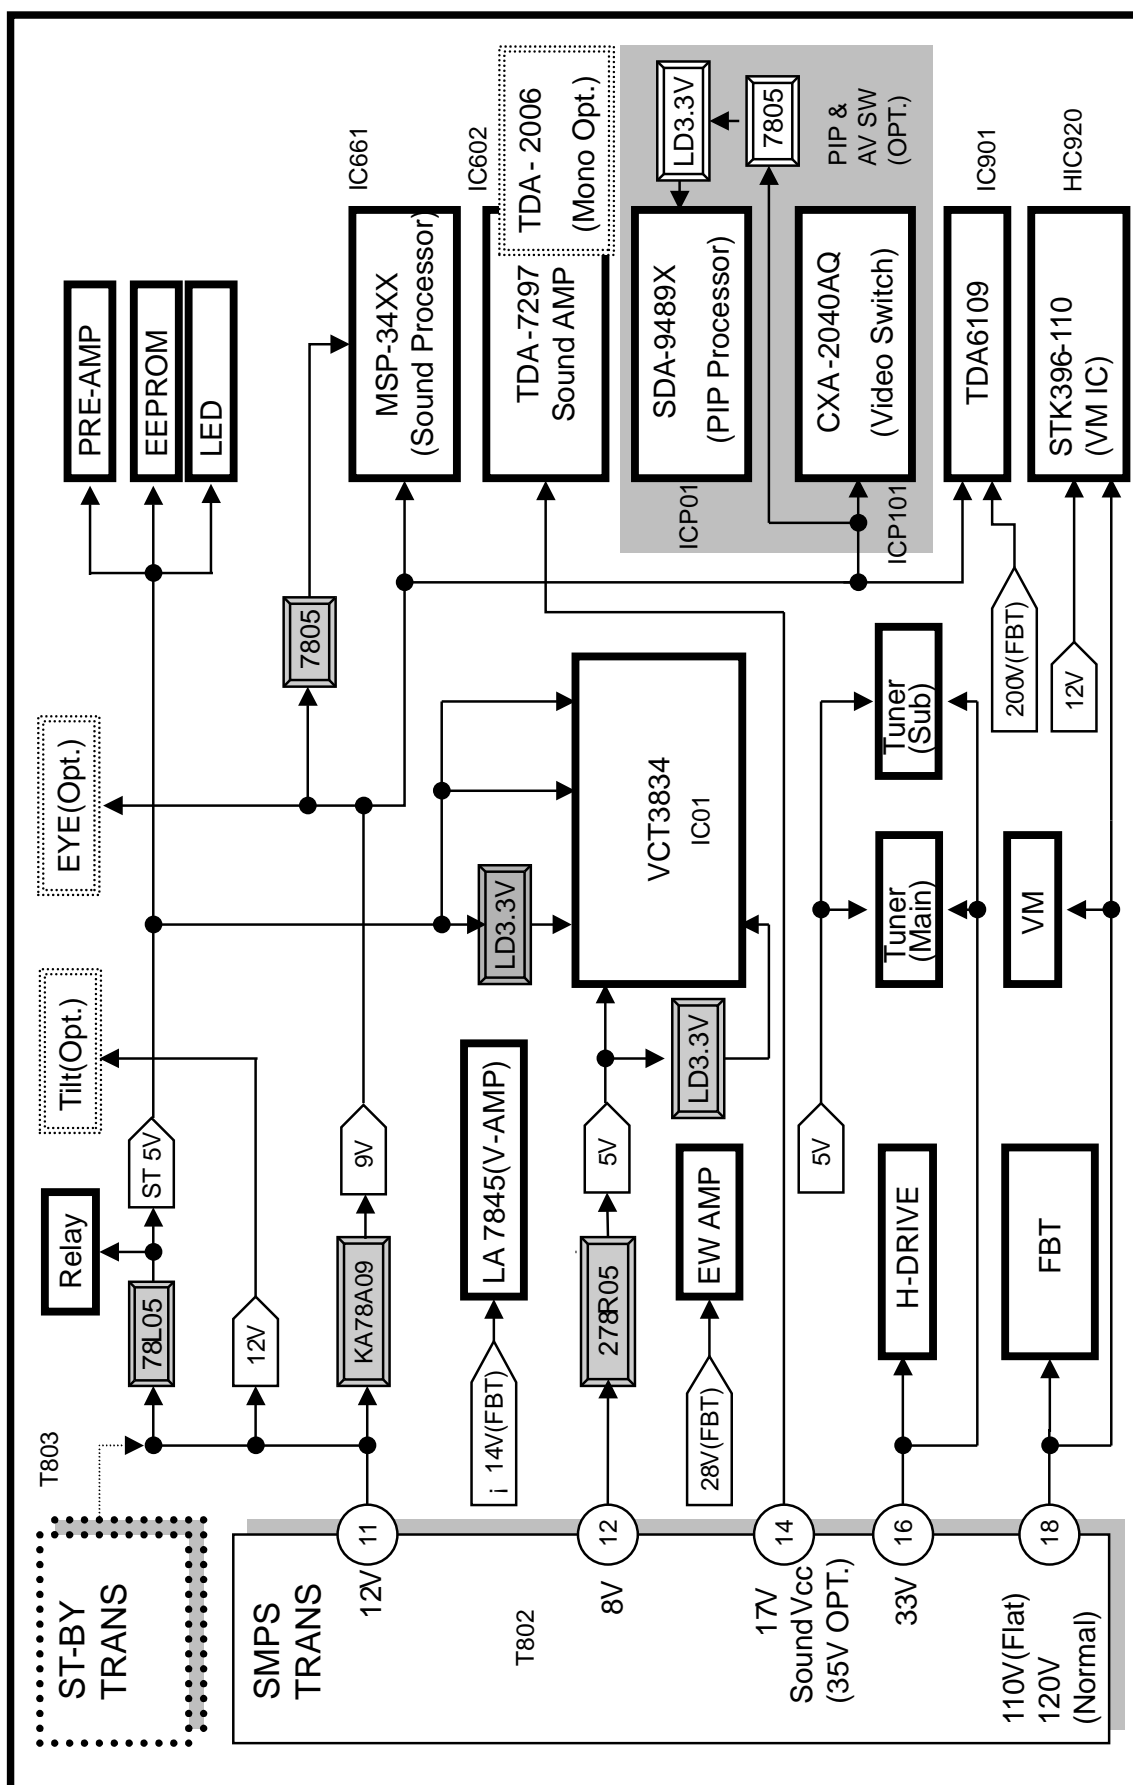 ST-BY
TRANS
T803
SMPS
TRANS
T802
11
12V
12
8V
14
17V
Sound Vcc
(35V OPT.)
16
33V
18
110V(Flat)
120V
(Normal)
Relay
78L05
ST 5V
12V
Tilt(Opt.)
KA78A09
9V
EYE(Opt.)
¡ 14V(FBT)
LA 7845(V-AMP)
278R05
5V
28V(FBT)
EW AMP
LD3.3V
LD3.3V
VCT3834
IC01
5V
H-DRIVE
FBT
Tuner
(Main)
Tuner
(Sub)
VM
7805
PRE-AMP
EEPROM
LED
MSP-34XX
(Sound Processor)
IC661
TDA-7297
Sound AMP
IC602
TDA- 2006
(Mono Opt.)
ICP01
SDA-9489X
(PIP Processor)
LD3.3V
7805
ICP101
CXA-2040AQ
(Video Switch)
PIP &
AV SW
(OPT.)
200V(FBT)
TDA6109
IC901
12V
STK396-110
(VM IC)
HIC920